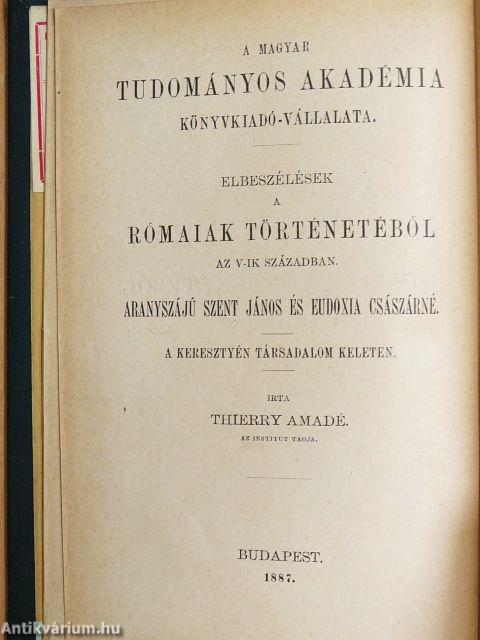 A MAGYAR
TUDOMÁNYOS AKADÉMIA
KÖNYVKIADÓ-VÁLLALATA.
ELBESZÉLÉSEK
A
RÓMAIAK TÖRTÉNETÉBŐL
AZ V-IK SZÁZADBAN.
ARANYSZÁJÚ SZENT JÁNOS ÉS EUDOXIA CSÁSZÁRNÉ.
A KERESZTYÉN TÁRSADALOM KELETEN.
IRTA
THIERRY AMADÉ.
AZ INSTITUT TAGJA.
BUDAPEST.
1887.
Antikvárium.hu